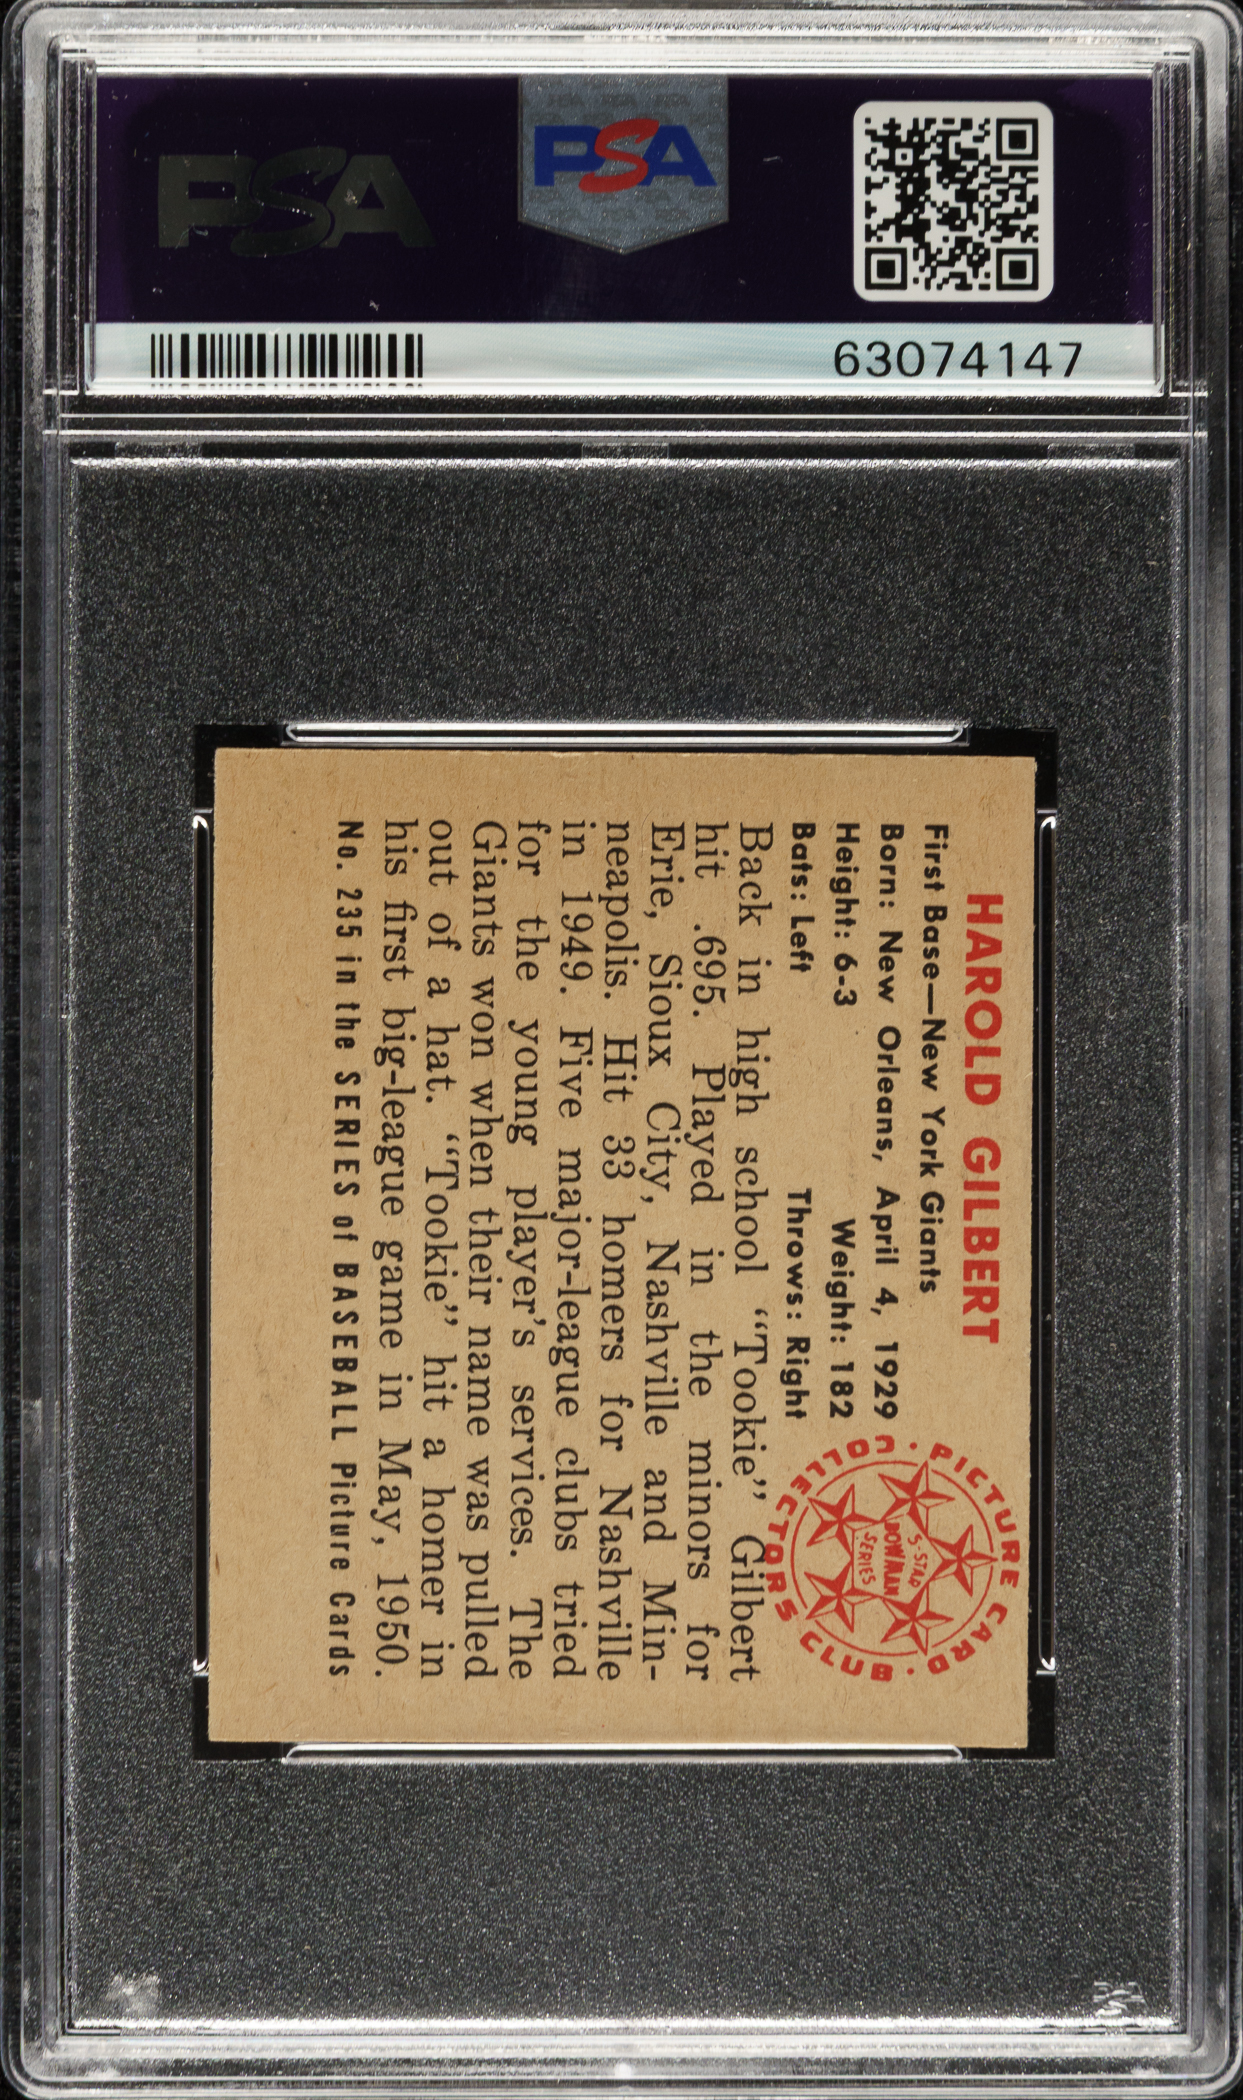 PSA
PSA
63074147
HAROLD GILBERT
First Base—New York Giants
Born: New Orleans, April 4, 1929
Height: 6-3 Weight: 182
Bats: Left Throws: Right
PICTURE CARD · COLLECTORS CLUB ·
5-STAR
BOWMAN
SERIES
Back in high school “Tookie” Gilbert
hit .695. Played in the minors for
Erie, Sioux City, Nashville and Min-
neapolis. Hit 33 homers for Nashville
in 1949. Five major-league clubs tried
for the young player’s services. The
Giants won when their name was pulled
out of a hat. “Tookie” hit a homer in
his first big-league game in May, 1950.
No. 235 in the SERIES of BASEBALL Picture Cards